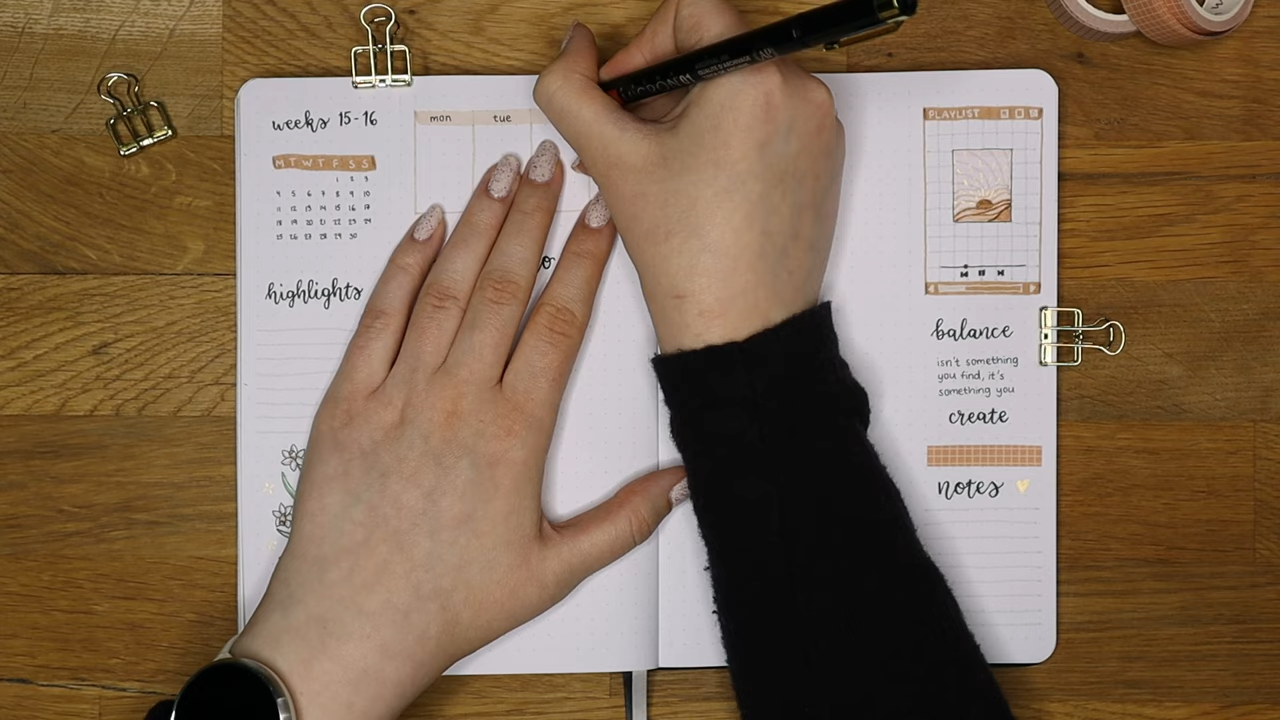 weeks 15-16
M T W T F S S
1 2 3
4 5 6 7 8 9 10
11 12 13 14 15 16 17
18 19 20 21 22 23 24
25 26 27 28 29 30
highlights
mon tue
PLAYLIST
balance
isn't something
you find, it's
something you
create
notes